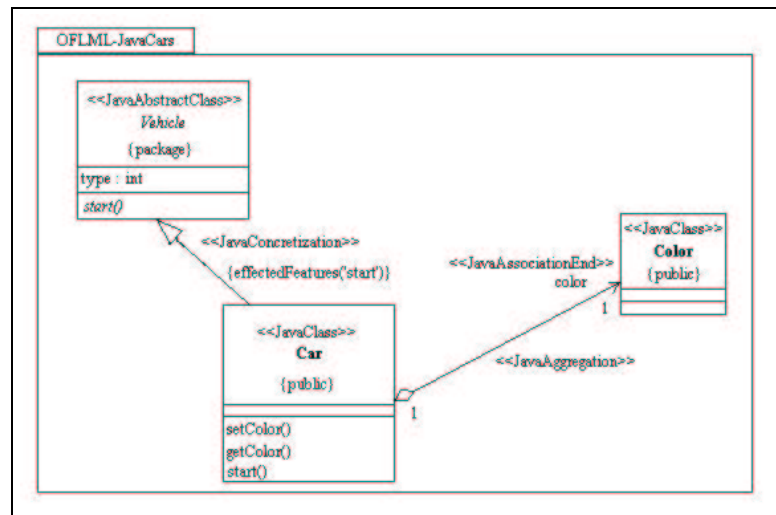 OFLML-JavaCars
<<JavaAbstractClass>>
Vehicle
{package}
type : int
start()
<<JavaConcretization>>
{effectedFeatures('start')}
<<JavaClass>>
Car
{public}
setColor()
getColor()
start()
<<JavaAssociationEnd>>
color
1
<<JavaAggregation>>
1
<<JavaClass>>
Color
{public}